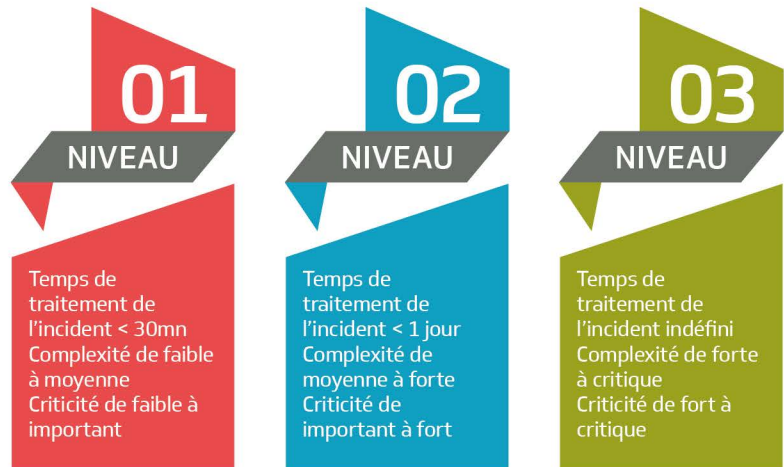 01
NIVEAU
Temps de
traitement de
l'incident < 30mn
Complexité de faible
à moyenne
Criticité de faible à
important
02
NIVEAU
Temps de
traitement de
l'incident < 1 jour
Complexité de
moyenne à forte
Criticité de
important à fort
03
NIVEAU
Temps de
traitement de
l'incident indéfini
Complexité de forte
à critique
Criticité de fort à
critique